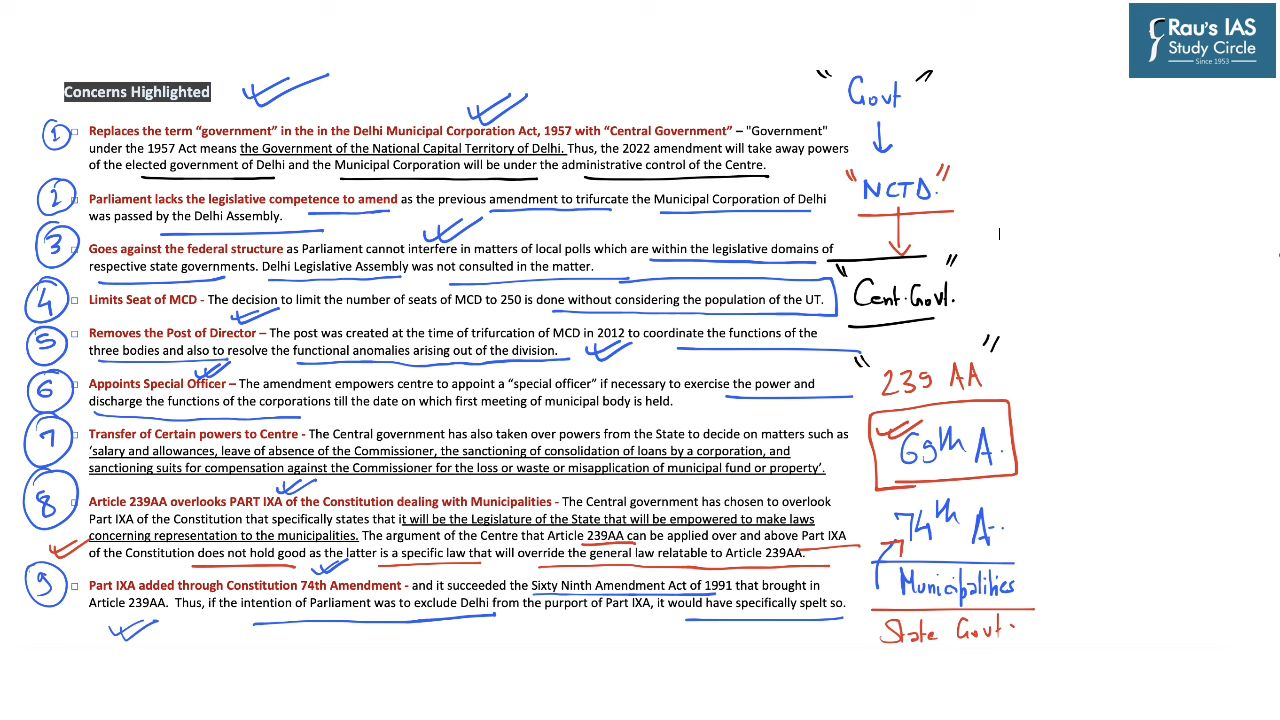 Rau's IAS
Study Circle
Since 1953
Concerns Highlighted
1 Replaces the term “government” in the in the Delhi Municipal Corporation Act, 1957 with “Central Government” – "Government"
under the 1957 Act means the Government of the National Capital Territory of Delhi. Thus, the 2022 amendment will take away powers
of the elected government of Delhi and the Municipal Corporation will be under the administrative control of the Centre.
2 Parliament lacks the legislative competence to amend as the previous amendment to trifurcate the Municipal Corporation of Delhi
was passed by the Delhi Assembly.
3 Goes against the federal structure as Parliament cannot interfere in matters of local polls which are within the legislative domains of
respective state governments. Delhi Legislative Assembly was not consulted in the matter.
4 Limits Seat of MCD - The decision to limit the number of seats of MCD to 250 is done without considering the population of the UT.
5 Removes the Post of Director – The post was created at the time of trifurcation of MCD in 2012 to coordinate the functions of the
three bodies and also to resolve the functional anomalies arising out of the division.
6 Appoints Special Officer – The amendment empowers centre to appoint a “special officer” if necessary to exercise the power and
discharge the functions of the corporations till the date on which first meeting of municipal body is held.
7 Transfer of Certain powers to Centre - The Central government has also taken over powers from the State to decide on matters such as
‘salary and allowances, leave of absence of the Commissioner, the sanctioning of consolidation of loans by a corporation, and
sanctioning suits for compensation against the Commissioner for the loss or waste or misapplication of municipal fund or property’.
8 Article 239AA overlooks PART IXA of the Constitution dealing with Municipalities - The Central government has chosen to overlook
Part IXA of the Constitution that specifically states that it will be the Legislature of the State that will be empowered to make laws
concerning representation to the municipalities. The argument of the Centre that Article 239AA can be applied over and above Part IXA
of the Constitution does not hold good as the latter is a specific law that will override the general law relatable to Article 239AA.
9 Part IXA added through Constitution 74th Amendment - and it succeeded the Sixty Ninth Amendment Act of 1991 that brought in
Article 239AA. Thus, if the intention of Parliament was to exclude Delhi from the purport of Part IXA, it would have specifically spelt so.
"Govt"
"NCTD."
"Cent. Govt."
"239 AA"
69th A.
74th A.
Municipalities
State Govt.